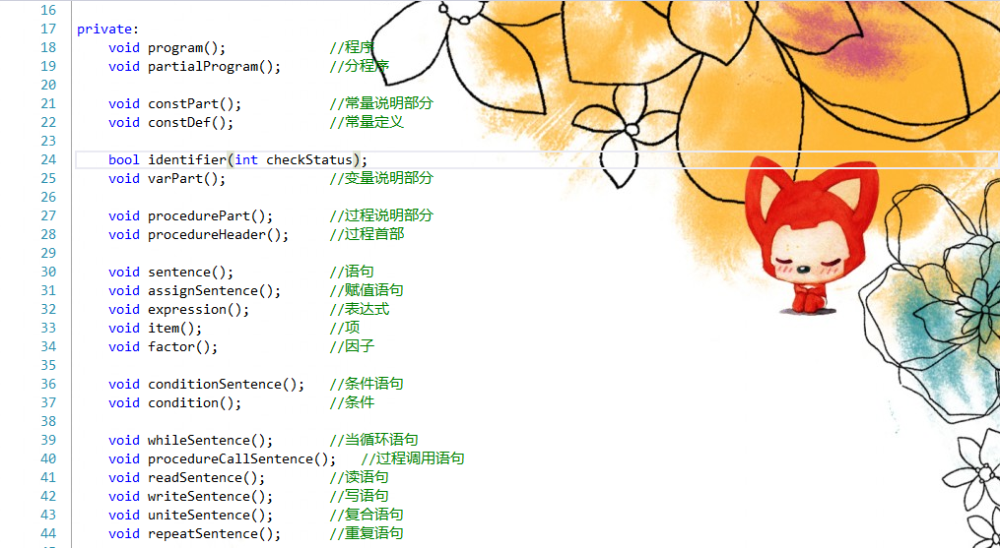 16
17 private:
18 void program(); //程序
19 void partialProgram(); //分程序
20
21 void constPart(); //常量说明部分
22 void constDef(); //常量定义
23
24 bool identifier(int checkStatus);
25 void varPart(); //变量说明部分
26
27 void procedurePart(); //过程说明部分
28 void procedureHeader(); //过程首部
29
30 void sentence(); //语句
31 void assignSentence(); //赋值语句
32 void expression(); //表达式
33 void item(); //项
34 void factor(); //因子
35
36 void conditionSentence(); //条件语句
37 void condition(); //条件
38
39 void whileSentence(); //当循环语句
40 void procedureCallSentence(); //过程调用语句
41 void readSentence(); //读语句
42 void writeSentence(); //写语句
43 void uniteSentence(); //复合语句
44 void repeatSentence(); //重复语句